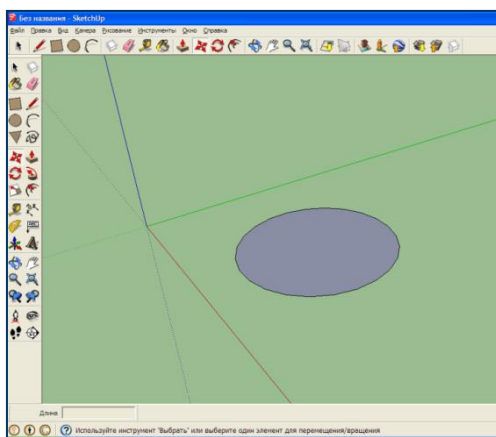 Без названия - SketchUp
Файл Правка Вид Камера Рисование Инструменты Окно Справка
Длина
Используйте инструмент 'Выбрать' или выберите один элемент для перемещения/вращения